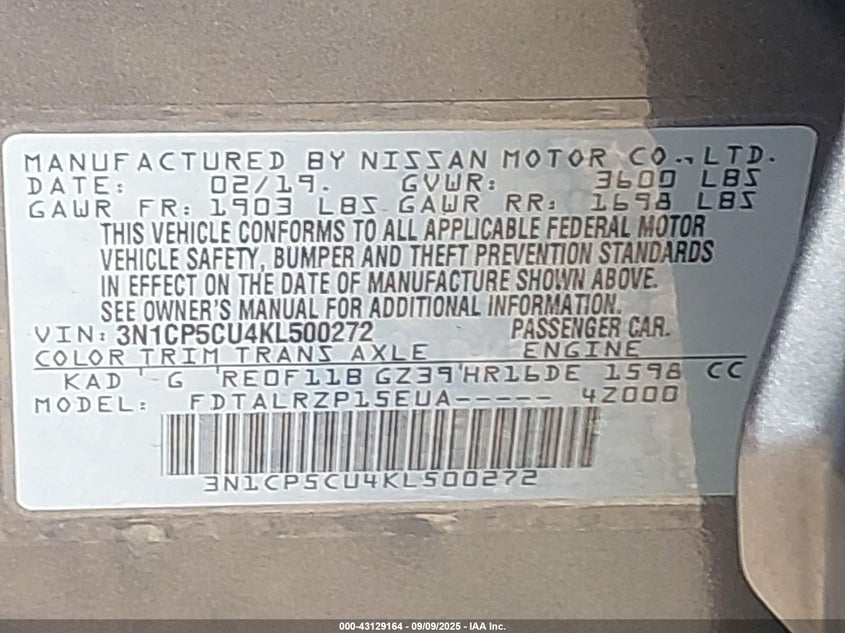 MANUFACTURED BY NISSAN MOTOR CO., LTD.
DATE: 02/19. GVWR: 3600 LBS
GAWR FR: 1903 LBS GAWR RR: 1698 LBS
THIS VEHICLE CONFORMS TO ALL APPLICABLE FEDERAL MOTOR
VEHICLE SAFETY, BUMPER AND THEFT PREVENTION STANDARDS
IN EFFECT ON THE DATE OF MANUFACTURE SHOWN ABOVE.
SEE OWNER'S MANUAL FOR ADDITIONAL INFORMATION.
VIN: 3N1CP5CU4KL500272 PASSENGER CAR.
COLOR TRIM TRANS AXLE ENGINE
KAD G RE0F11B GZ39 HR16DE 1598 CC
MODEL: FDTALRZP15EUA----- 4Z000
3N1CP5CU4KL500272
000-43129164 - 09/09/2025 - IAA Inc.